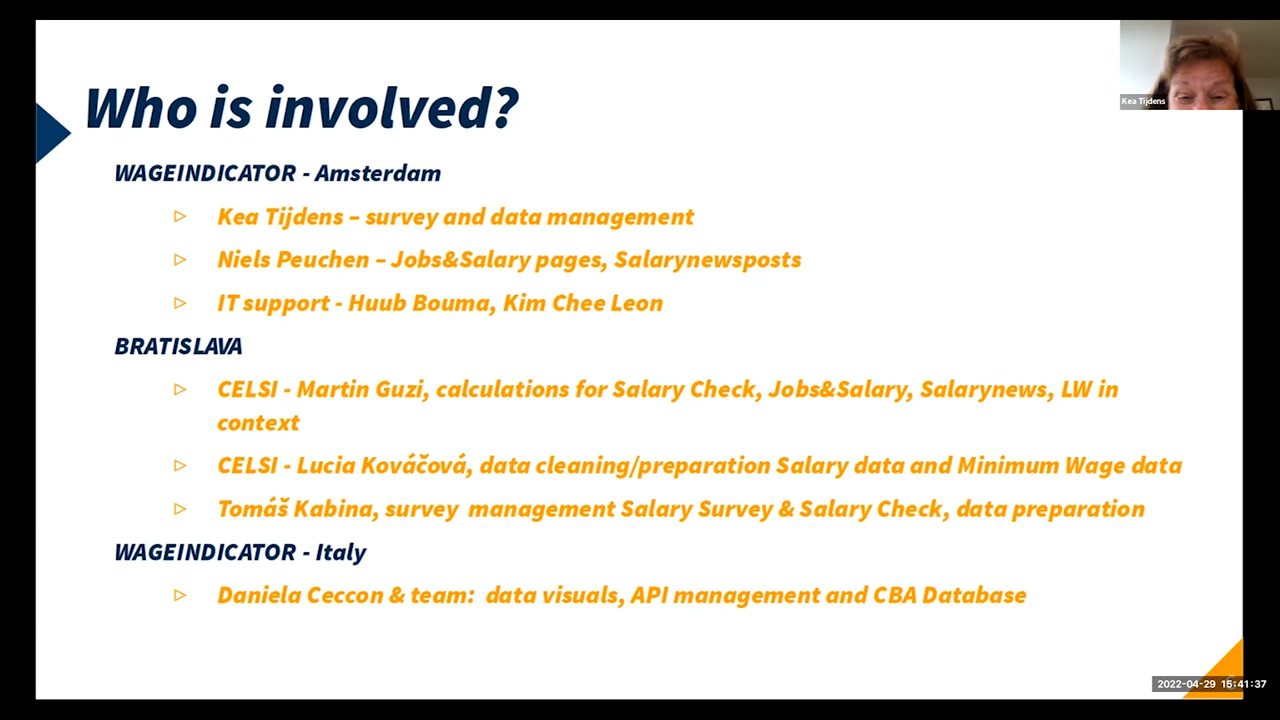 Who is involved?
Kea Tijdens
WAGEINDICATOR - Amsterdam
▷ Kea Tijdens – survey and data management
▷ Niels Peuchen – Jobs&Salary pages, Salarynewsposts
▷ IT support - Huub Bouma, Kim Chee Leon
BRATISLAVA
▷ CELSI - Martin Guzi, calculations for Salary Check, Jobs&Salary, Salarynews, LW in
context
▷ CELSI - Lucia Kováčová, data cleaning/preparation Salary data and Minimum Wage data
▷ Tomáš Kabina, survey  management Salary Survey & Salary Check, data preparation
WAGEINDICATOR - Italy
▷ Daniela Ceccon & team:  data visuals, API management and CBA Database
2022-04-29 15:41:37